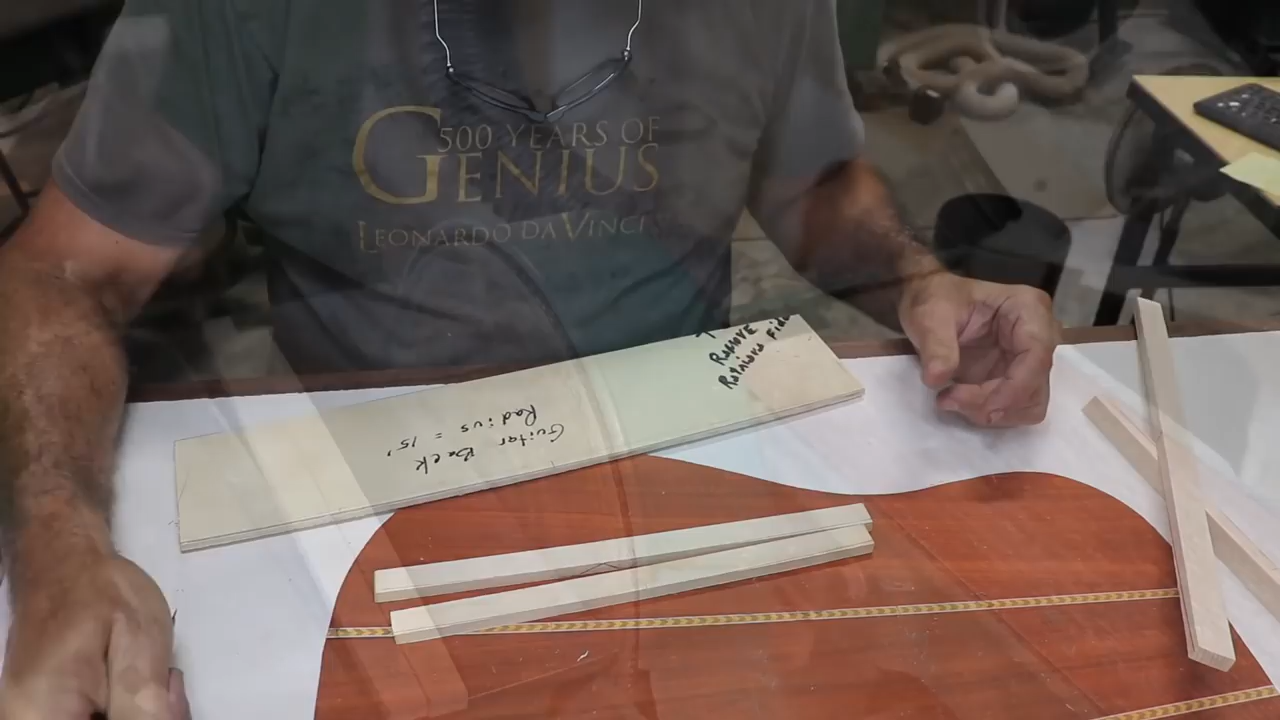 500 YEARS OF
GENIUS
LEONARDO DA VINCI
REMOVE
Guitar Back
Radius = 15'